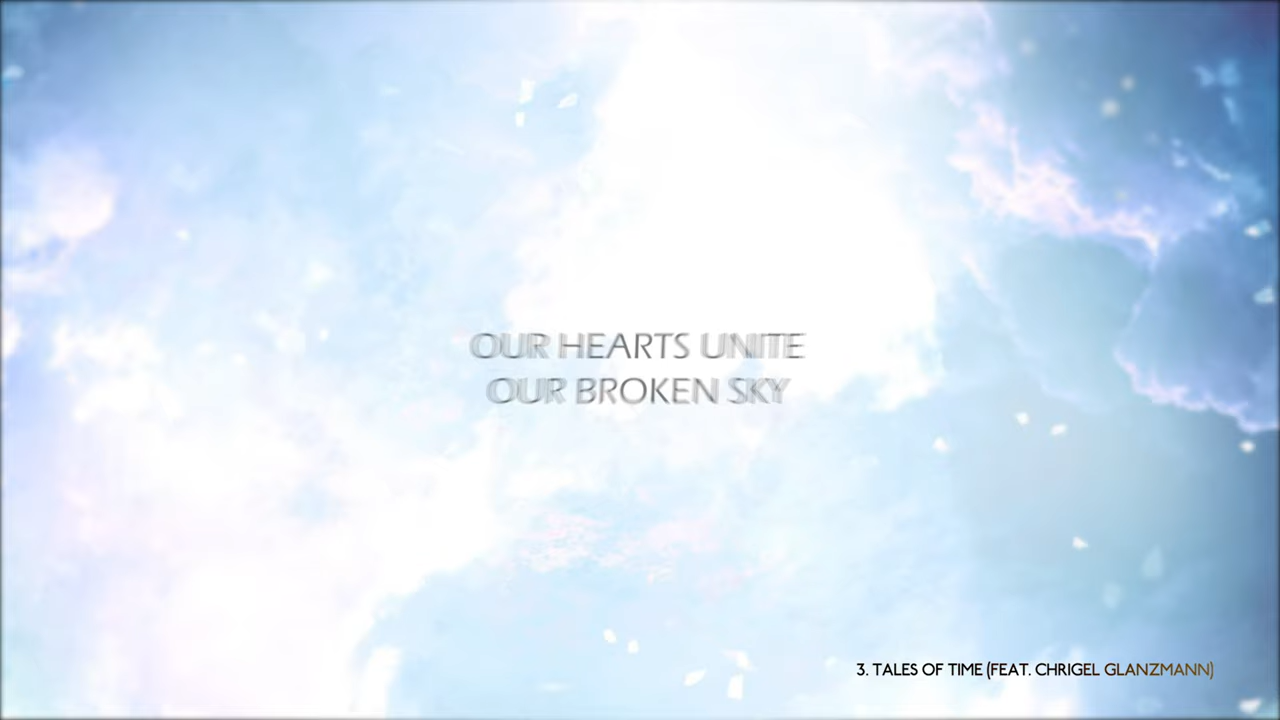 OUR HEARTS UNITE
OUR BROKEN SKY
3. TALES OF TIME (FEAT. CHRIGEL GLANZMANN)